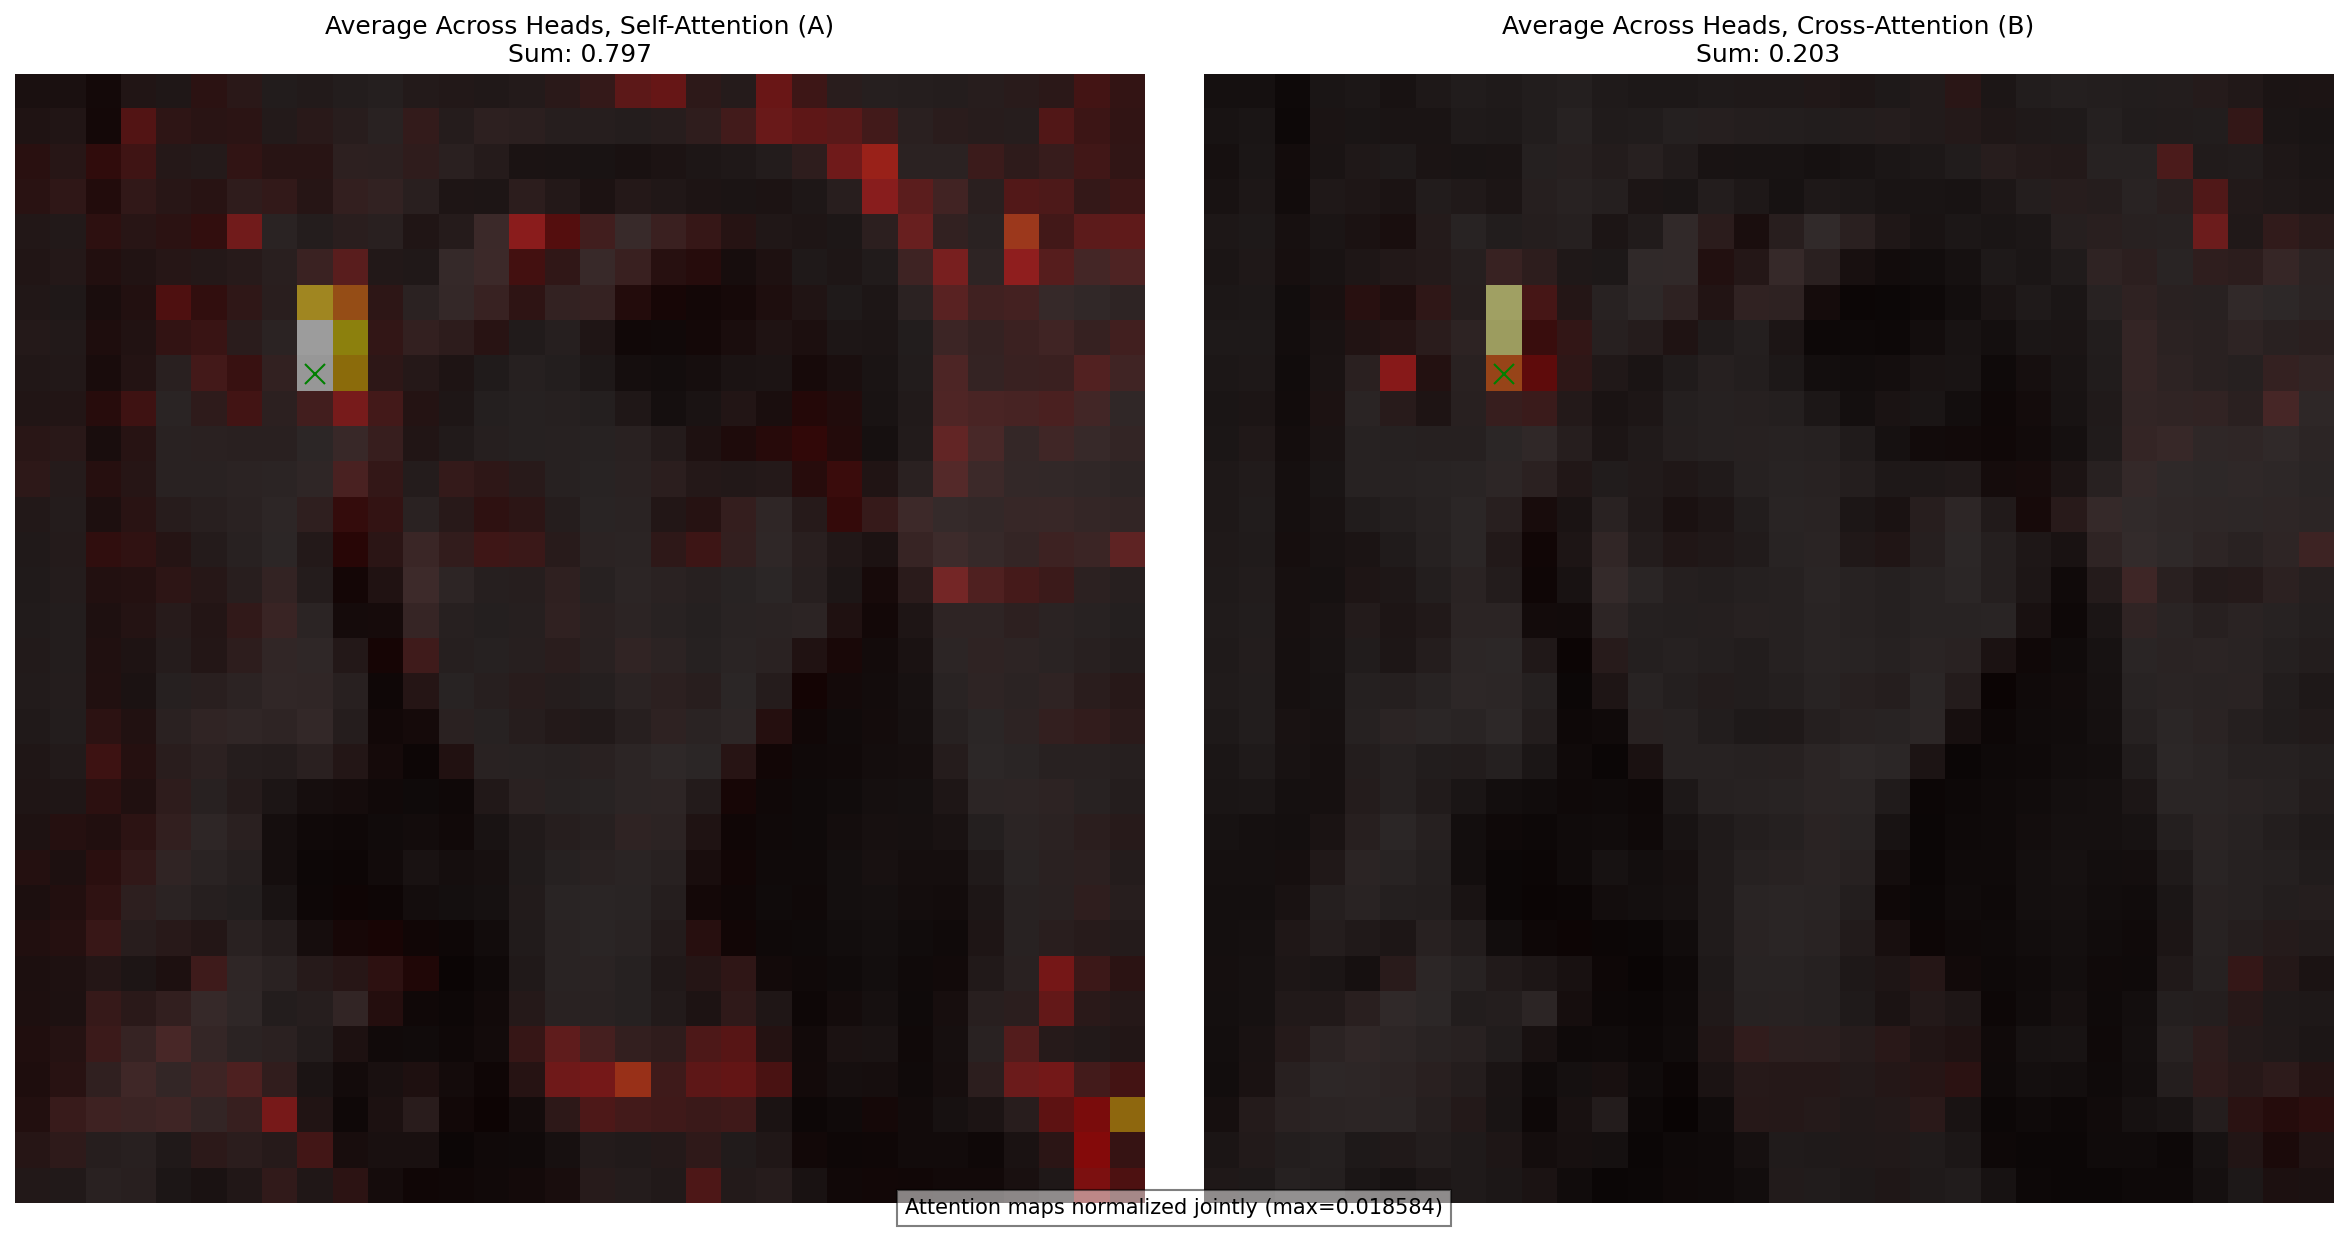 Average Across Heads, Self-Attention (A)
Sum: 0.797
Average Across Heads, Cross-Attention (B)
Sum: 0.203
Attention maps normalized jointly (max=0.018584)